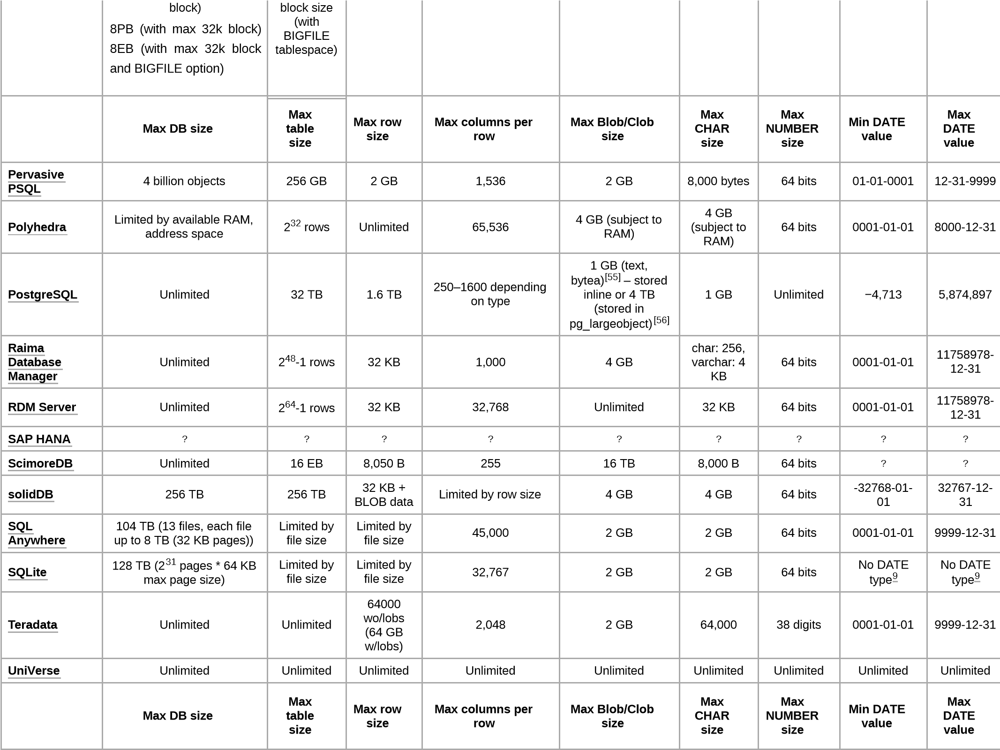 block)
8PB (with max 32k block)
8EB (with max 32k block
and BIGFILE option)
block size
(with
BIGFILE
tablespace)
Max DB size
Max
table
size
Max row
size
Max columns per
row
Max Blob/Clob
size
Max
CHAR
size
Max
NUMBER
size
Min DATE
value
Max
DATE
value
Pervasive
PSQL
4 billion objects
256 GB
2 GB
1,536
2 GB
8,000 bytes
64 bits
01-01-0001
12-31-9999
Polyhedra
Limited by available RAM,
address space
2^32 rows
Unlimited
65,536
4 GB (subject to
RAM)
4 GB
(subject to
RAM)
64 bits
0001-01-01
8000-12-31
PostgreSQL
Unlimited
32 TB
1.6 TB
250–1600 depending
on type
1 GB (text,
bytea)[55] – stored
inline or 4 TB
(stored in
pg_largeobject)[56]
1 GB
Unlimited
−4,713
5,874,897
Raima
Database
Manager
Unlimited
2^48-1 rows
32 KB
1,000
4 GB
char: 256,
varchar: 4
KB
64 bits
0001-01-01
11758978-
12-31
RDM Server
Unlimited
2^64-1 rows
32 KB
32,768
Unlimited
32 KB
64 bits
0001-01-01
11758978-
12-31
SAP HANA
?
?
?
?
?
?
?
?
?
ScimoreDB
Unlimited
16 EB
8,050 B
255
16 TB
8,000 B
64 bits
?
?
solidDB
256 TB
256 TB
32 KB +
BLOB data
Limited by row size
4 GB
4 GB
64 bits
-32768-01-
01
32767-12-
31
SQL
Anywhere
104 TB (13 files, each file
up to 8 TB (32 KB pages))
Limited by
file size
Limited by
file size
45,000
2 GB
2 GB
64 bits
0001-01-01
9999-12-31
SQLite
128 TB (2^31 pages * 64 KB
max page size)
Limited by
file size
Limited by
file size
32,767
2 GB
2 GB
64 bits
No DATE
type9
No DATE
type9
Teradata
Unlimited
Unlimited
64000
wo/lobs
(64 GB
w/lobs)
2,048
2 GB
64,000
38 digits
0001-01-01
9999-12-31
UniVerse
Unlimited
Unlimited
Unlimited
Unlimited
Unlimited
Unlimited
Unlimited
Unlimited
Unlimited
Max DB size
Max
table
size
Max row
size
Max columns per
row
Max Blob/Clob
size
Max
CHAR
size
Max
NUMBER
size
Min DATE
value
Max
DATE
value